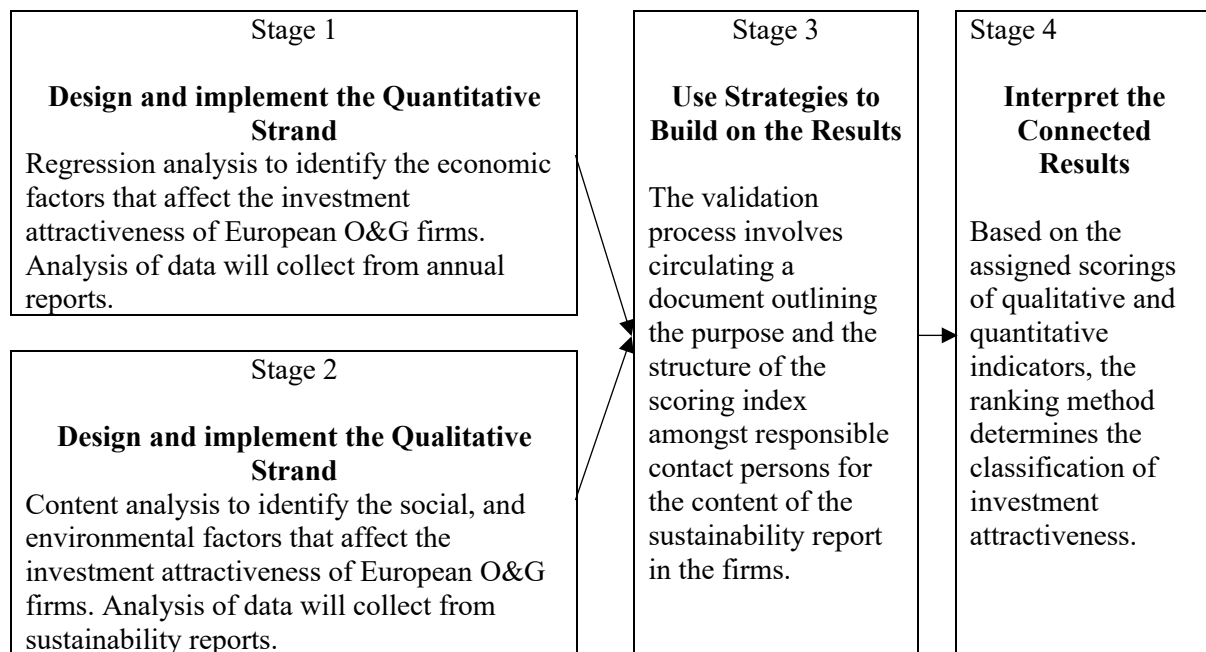 Stage 1
Design and implement the Quantitative
Strand
Regression analysis to identify the economic
factors that affect the investment
attractiveness of European O&G firms.
Analysis of data will collect from annual
reports.
Stage 2
Design and implement the Qualitative
Strand
Content analysis to identify the social, and
environmental factors that affect the
investment attractiveness of European O&G
firms. Analysis of data will collect from
sustainability reports.
Stage 3
Use Strategies to
Build on the Results
The validation
process involves
circulating a
document outlining
the purpose and the
structure of the
scoring index
amongst responsible
contact persons for
the content of the
sustainability report
in the firms.
Stage 4
Interpret the
Connected
Results
Based on the
assigned scorings
of qualitative and
quantitative
indicators, the
ranking method
determines the
classification of
investment
attractiveness.